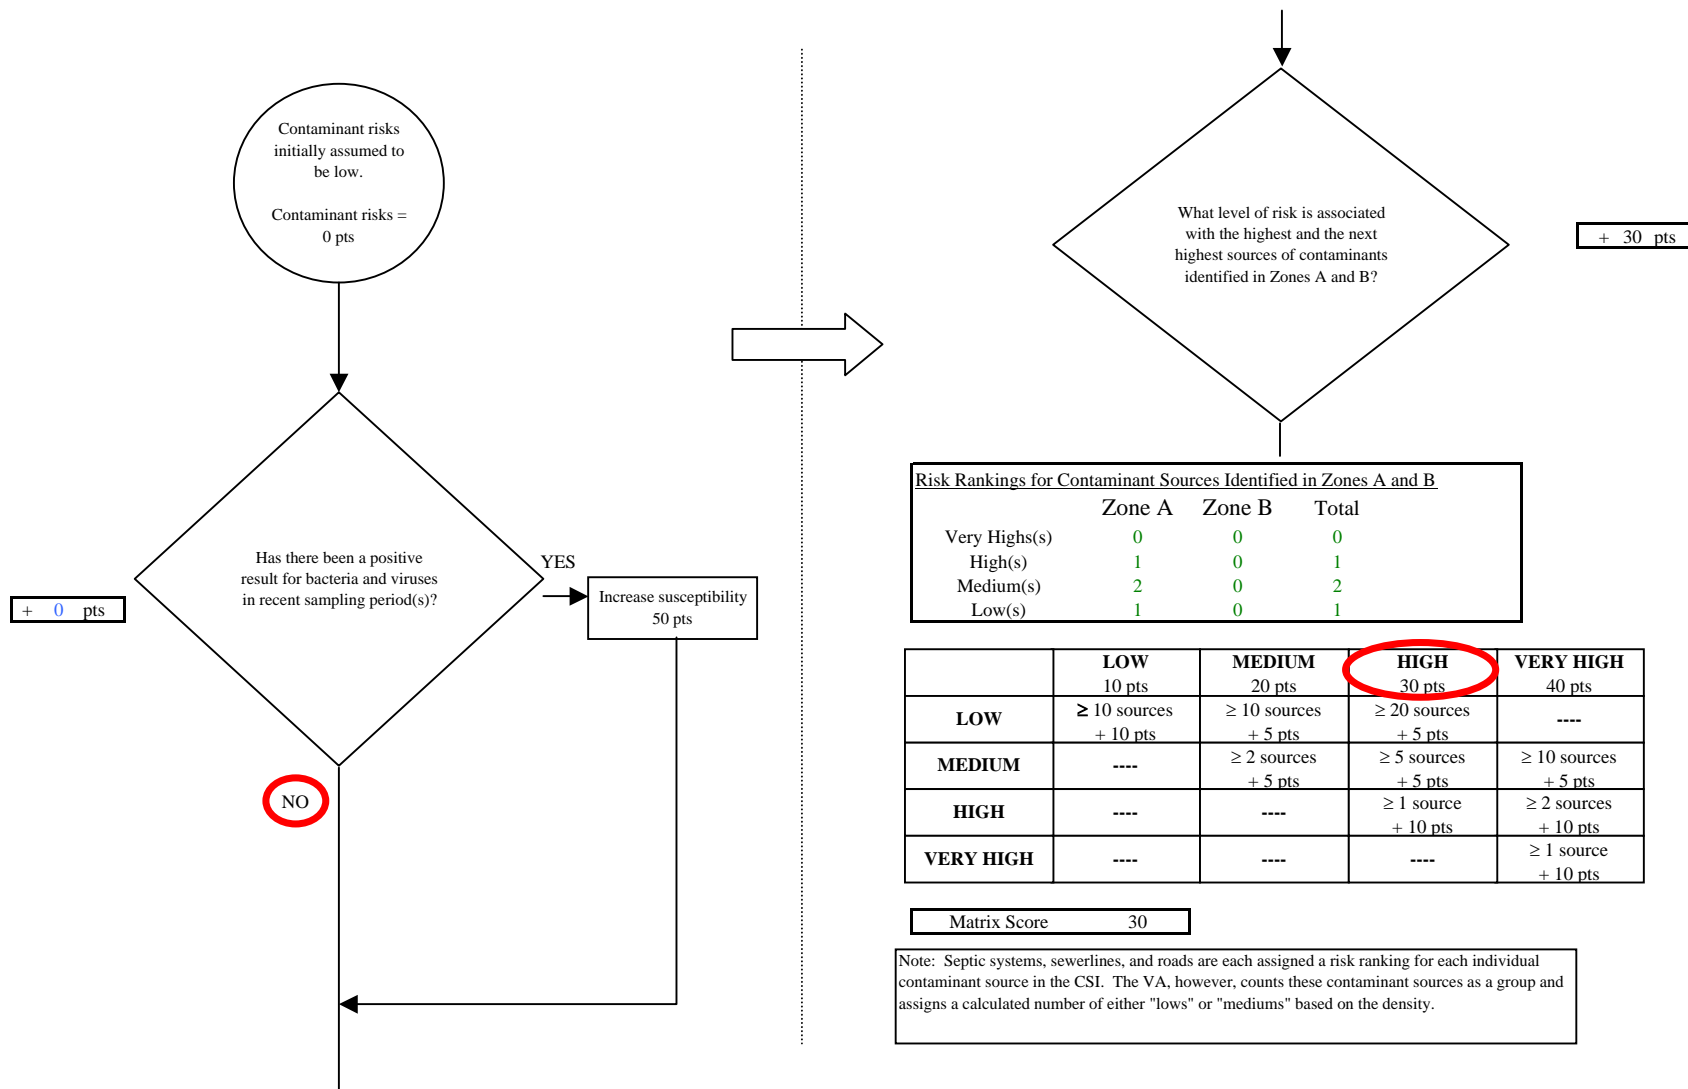 Contaminant risks
initially assumed to
be low.
Contaminant risks =
0 pts
Has there been a positive
result for bacteria and viruses
in recent sampling period(s)?
+ 0 pts
YES
Increase susceptibility
50 pts
NO
What level of risk is associated
with the highest and the next
highest sources of contaminants
identified in Zones A and B?
+ 30 pts
Risk Rankings for Contaminant Sources Identified in Zones A and B
Zone A Zone B Total
Very Highs(s) 0 0 0
High(s) 1 0 1
Medium(s) 2 0 2
Low(s) 1 0 1
LOW MEDIUM HIGH VERY HIGH
10 pts 20 pts 30 pts 40 pts
LOW ≥ 10 sources ≥ 10 sources ≥ 20 sources ----
+ 10 pts + 5 pts + 5 pts
MEDIUM ---- ≥ 2 sources ≥ 5 sources ≥ 10 sources
+ 5 pts + 5 pts + 5 pts
HIGH ---- ---- ≥ 1 source ≥ 2 sources
+ 10 pts + 10 pts
VERY HIGH ---- ---- ---- ≥ 1 source
+ 10 pts
Matrix Score 30
Note: Septic systems, sewerlines, and roads are each assigned a risk ranking for each individual
contaminant source in the CSI. The VA, however, counts these contaminant sources as a group and
assigns a calculated number of either "lows" or "mediums" based on the density.